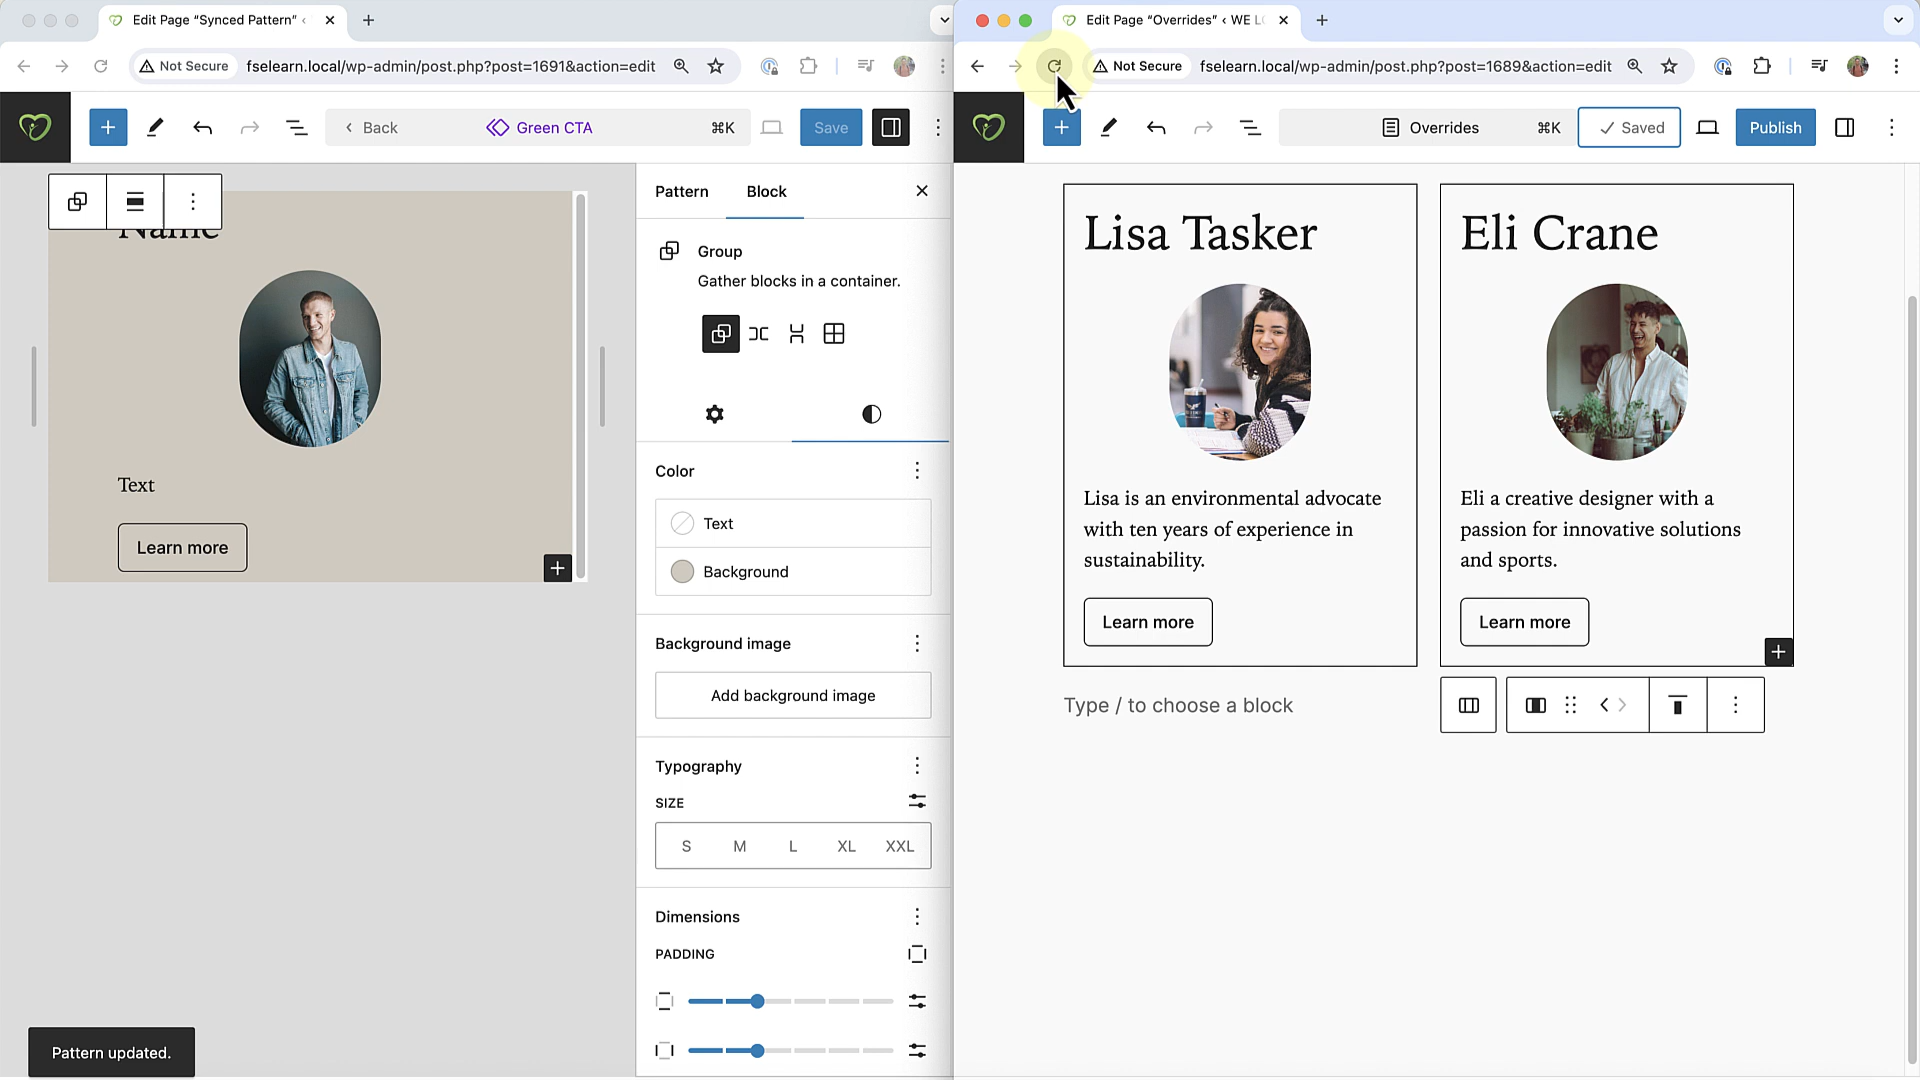 Edit Page “Synced Pattern” ‹
Not Secure
fselearn.local/wp-admin/post.php?post=1691&action=edit
Back
Green CTA
⌘K
Save
Name
Text
Learn more
Pattern
Block
Group
Gather blocks in a container.
Color
Text
Background
Background image
Add background image
Typography
SIZE
S M L XL XXL
Dimensions
PADDING
Pattern updated.
Edit Page “Overrides” ‹ WE LO
Not Secure
fselearn.local/wp-admin/post.php?post=1689&action=edit
Overrides
⌘K
Saved
Publish
Lisa Tasker
Lisa is an environmental advocate
with ten years of experience in
sustainability.
Learn more
Eli Crane
Eli a creative designer with a
passion for innovative solutions
and sports.
Learn more
Type / to choose a block